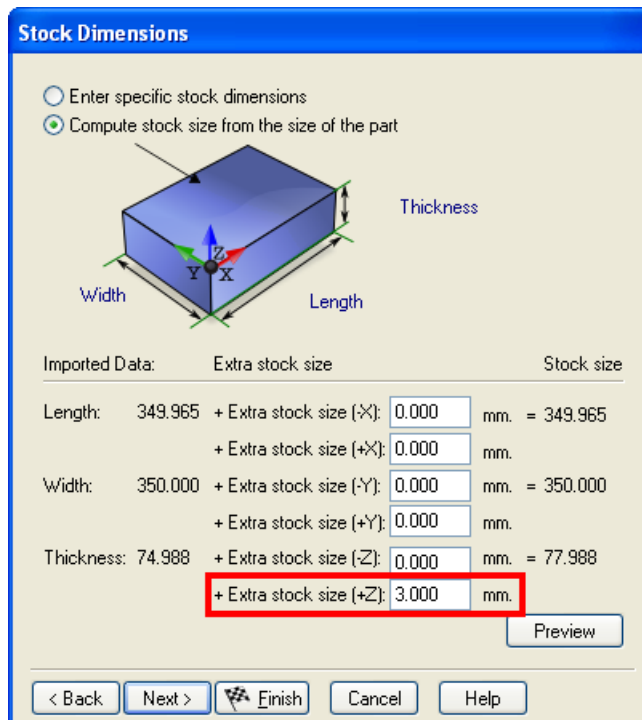 Stock Dimensions
Enter specific stock dimensions
Compute stock size from the size of the part
Thickness
Z
Y X
Width
Length
Imported Data: Extra stock size Stock size
Length: 349.965 + Extra stock size (-X): 0.000 mm. = 349.965
+ Extra stock size (+X): 0.000 mm.
Width: 350.000 + Extra stock size (-Y): 0.000 mm. = 350.000
+ Extra stock size (+Y): 0.000 mm.
Thickness: 74.988 + Extra stock size (-Z): 0.000 mm. = 77.988
+ Extra stock size (+Z): 3.000 mm.
Preview
< Back Next > Finish Cancel Help